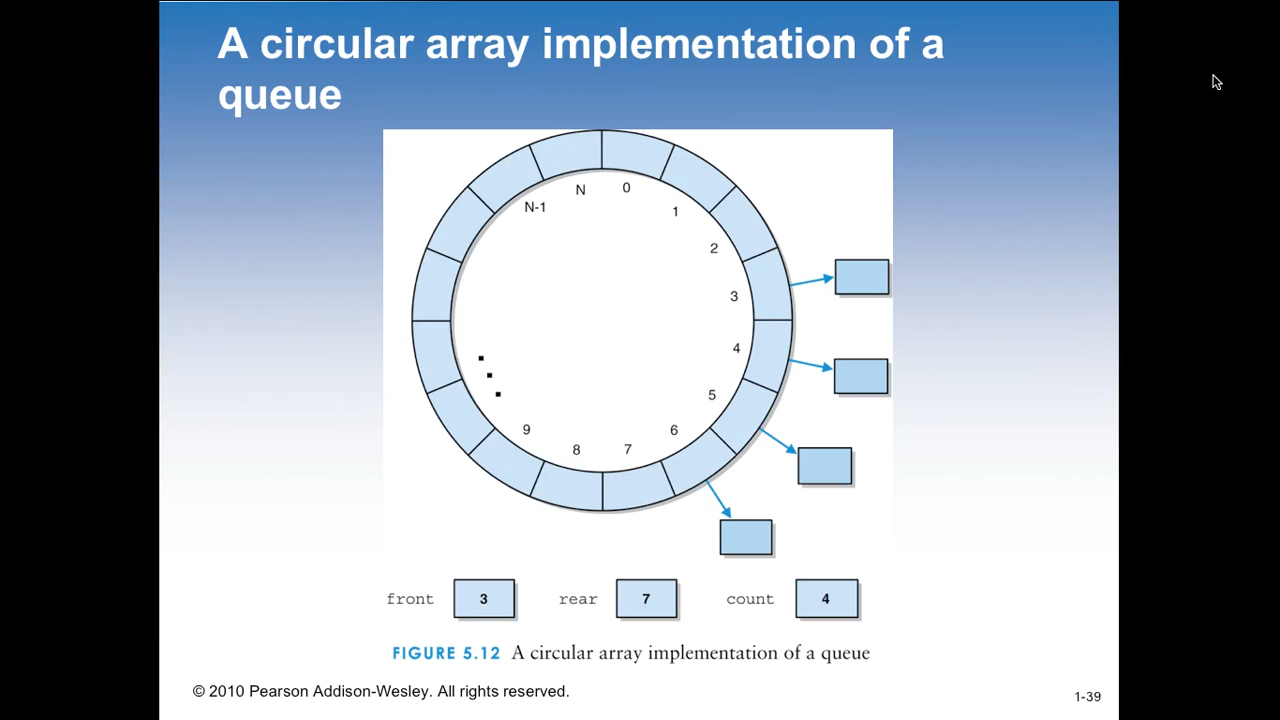 A circular array implementation of a
queue
N
0
N-1
1
2
3
4
5
9
6
8
7
front 3 rear 7 count 4
FIGURE 5.12 A circular array implementation of a queue
© 2010 Pearson Addison-Wesley. All rights reserved.
1-39